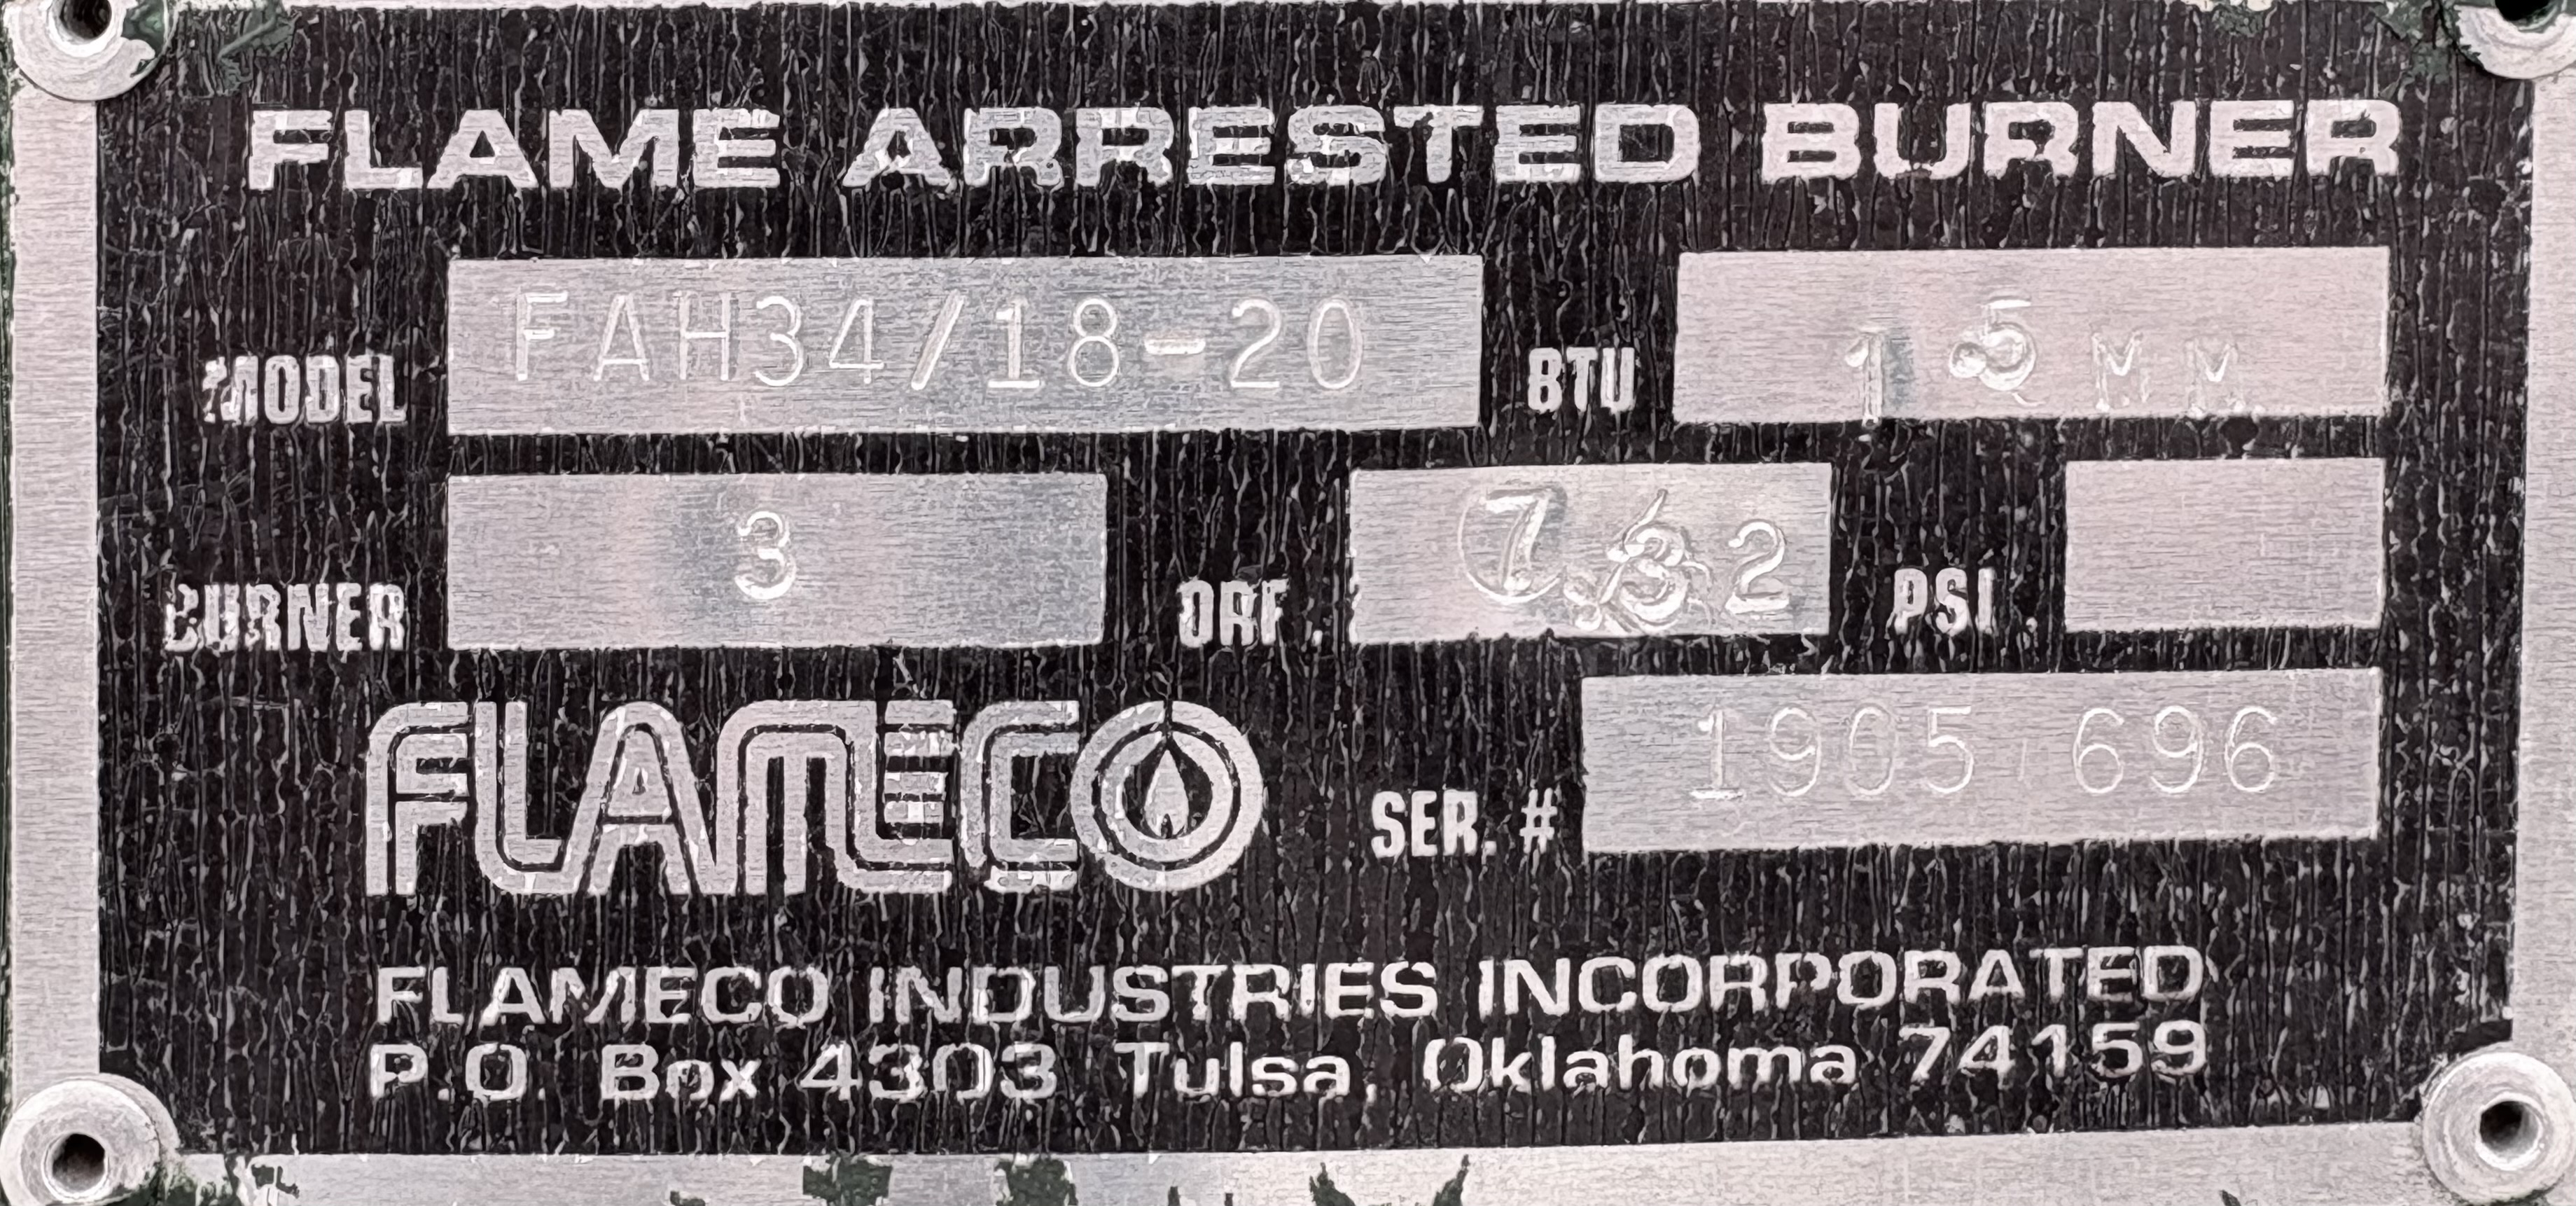 FLAME ARRESTED BURNER
MODEL FAH34/18-20 BTU 1.5 MM
BURNER 3 ORF. PSI
FLAMECO SER. # 1905 696
FLAMECO INDUSTRIES INCORPORATED
P.O. Box 4303 Tulsa, Oklahoma 74159